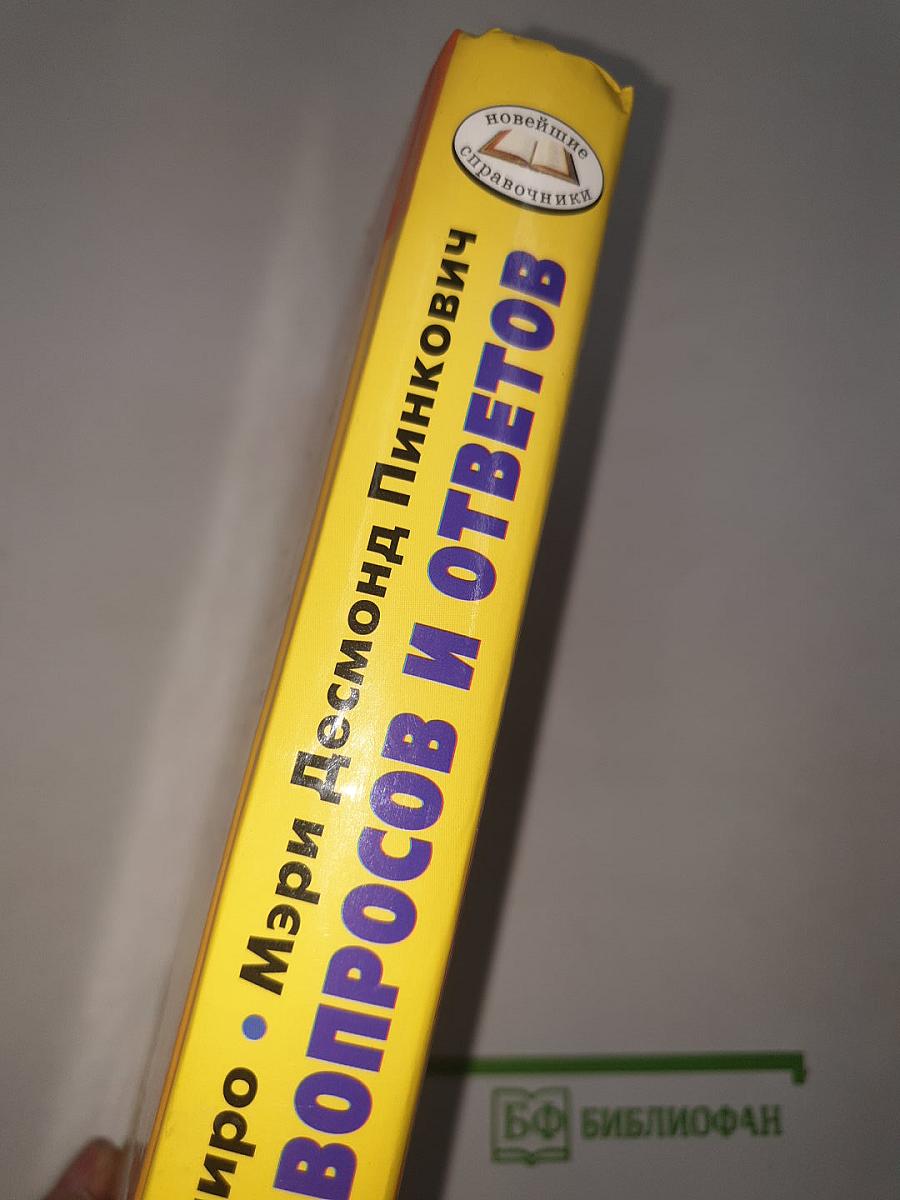 новейшие
справочники
иро • Мэри Десмонд Пинкович
ВОПРОСОВ И ОТВЕТОВ
БФ БИБЛИОФАН